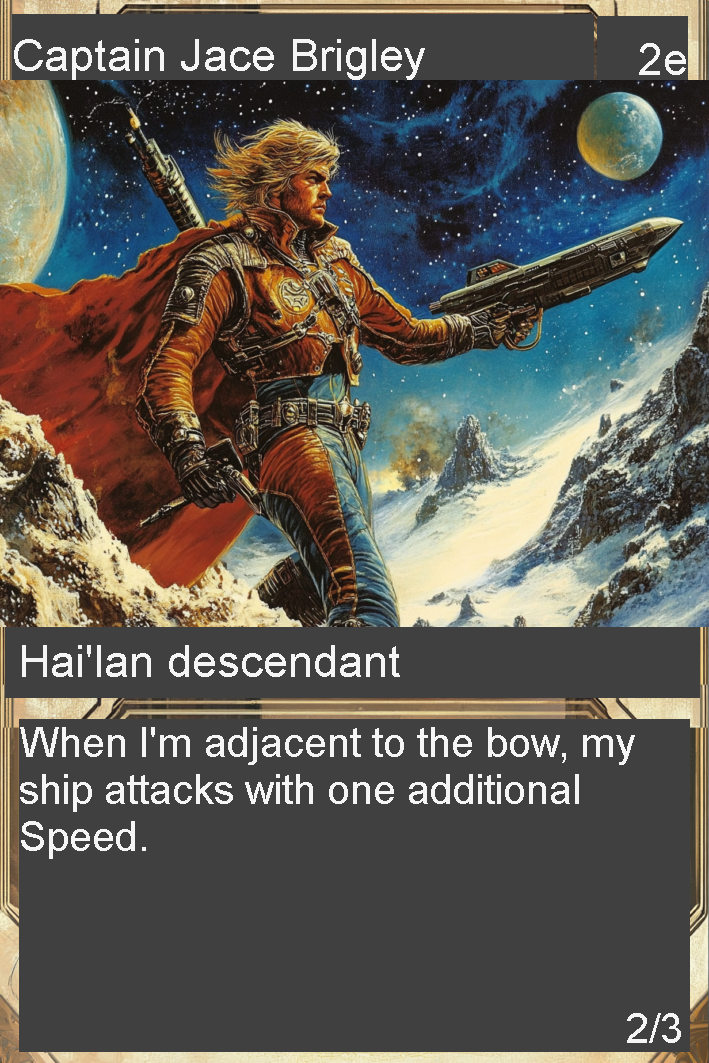 Captain Jace Brigley
2e
Hai'lan descendant
When I'm adjacent to the bow, my
ship attacks with one additional
Speed.
2/3